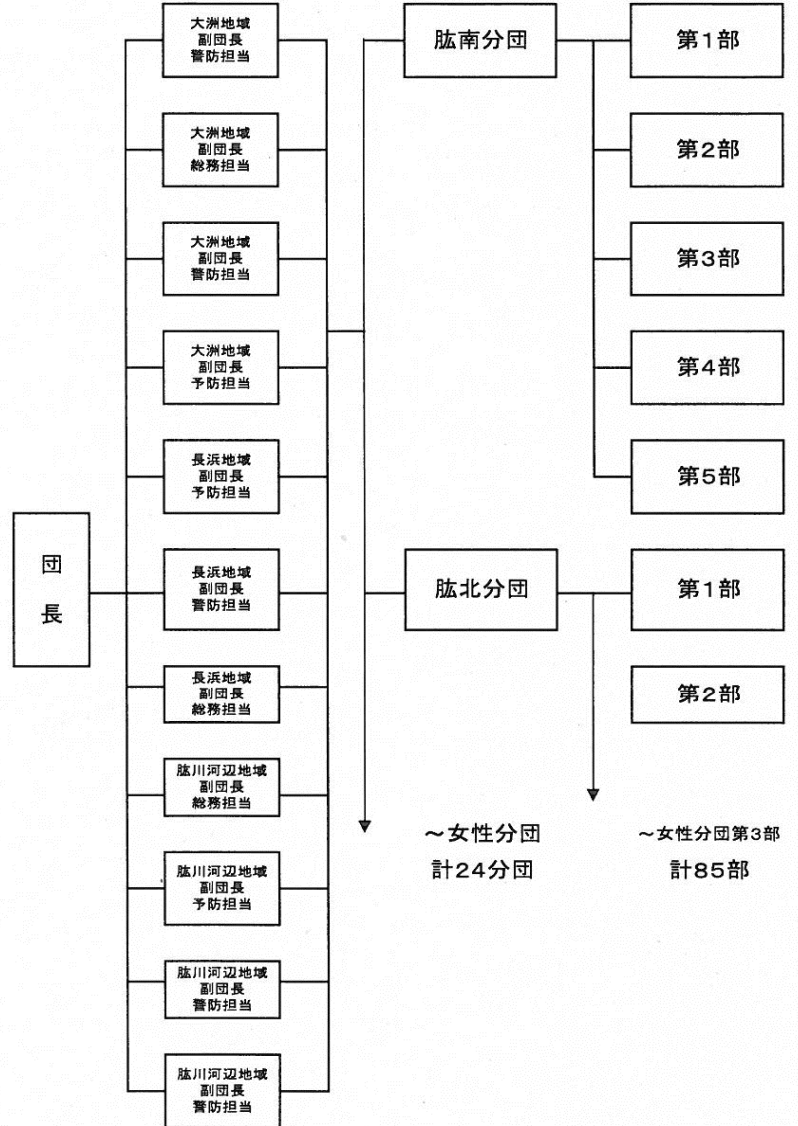 団
長
大洲地域
副団長
警防担当
大洲地域
副団長
総務担当
大洲地域
副団長
警防担当
大洲地域
副団長
予防担当
長浜地域
副団長
予防担当
長浜地域
副団長
警防担当
長浜地域
副団長
総務担当
肱川河辺地域
副団長
総務担当
肱川河辺地域
副団長
予防担当
肱川河辺地域
副団長
警防担当
肱川河辺地域
副団長
警防担当
肱南分団
肱北分団
～女性分団
計24分団
第1部
第2部
第3部
第4部
第5部
第1部
第2部
～女性分団第3部
計85部